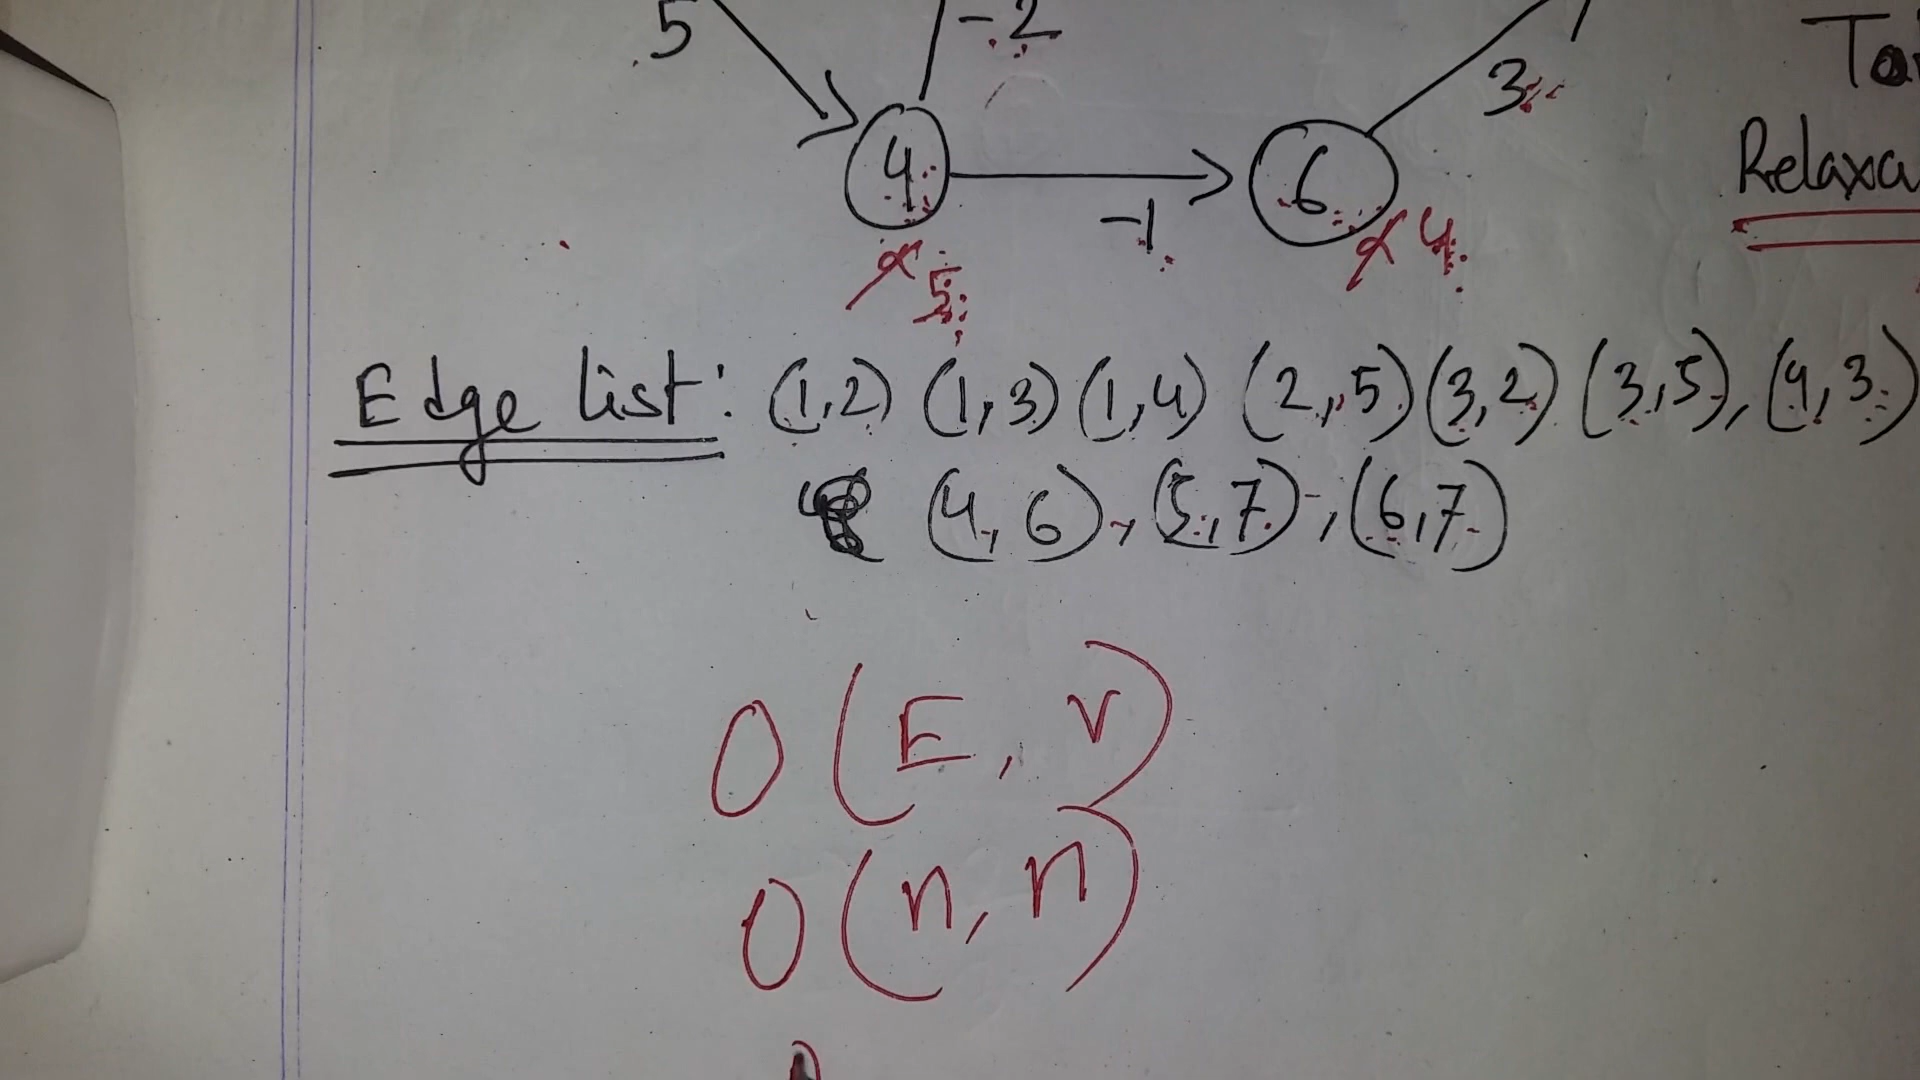 5 -2
3 To
4 -1 6 Relaxa
∝ 5 ∝ 4
Edge list: (1,2) (1,3) (1,4) (2,5) (3,2) (3,5), (4,3)
(4,6), (5,7), (6,7)
O(E, V)
O(n, n)